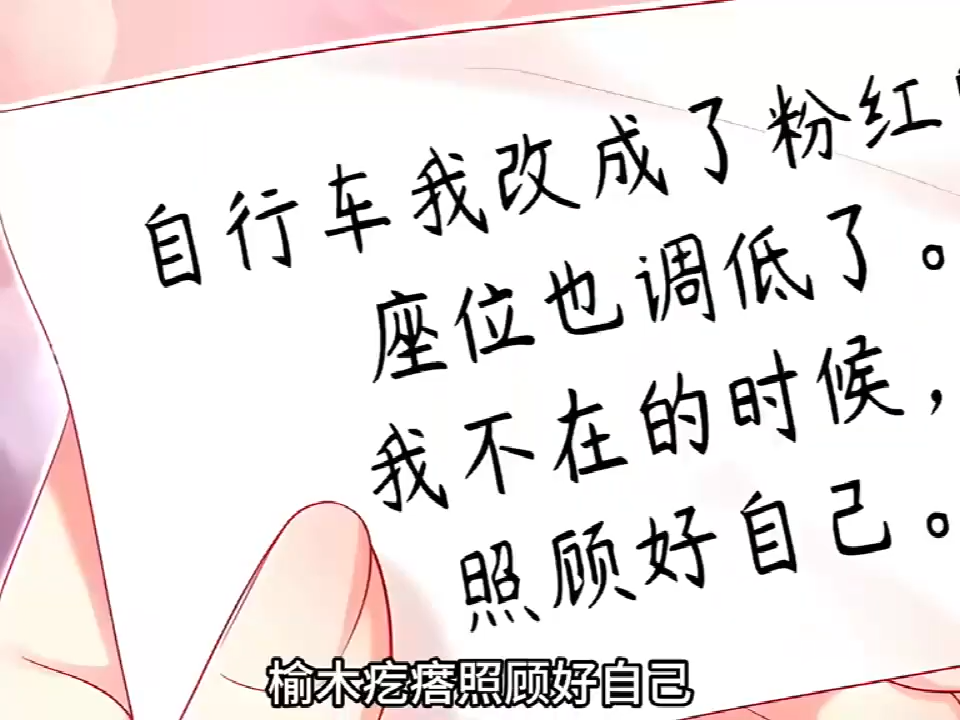 自行车我改成了粉红
座位也调低了。
我不在的时候，
照顾好自己。
榆木疙瘩照顾好自己